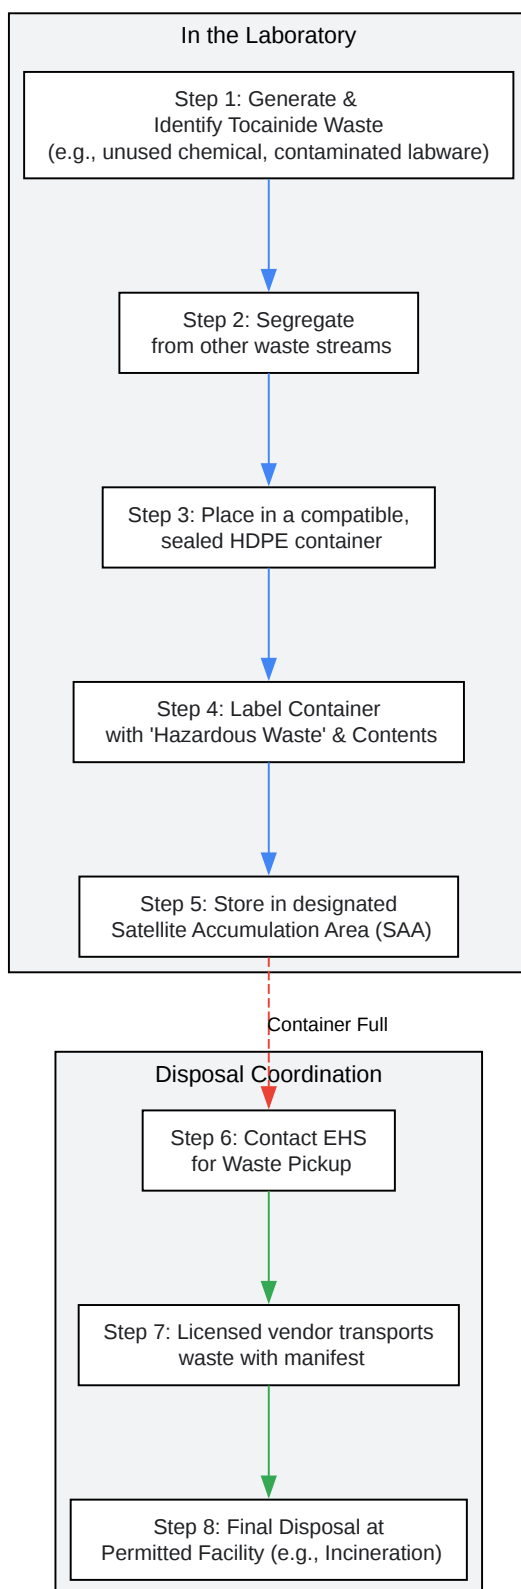 In the Laboratory
Step 1: Generate &
Identify Tocainide Waste
(e.g., unused chemical, contaminated labware)
Step 2: Segregate
from other waste streams
Step 3: Place in a compatible,
sealed HDPE container
Step 4: Label Container
with 'Hazardous Waste' & Contents
Step 5: Store in designated
Satellite Accumulation Area (SAA)
Container Full
Disposal Coordination
Step 6: Contact EHS
for Waste Pickup
Step 7: Licensed vendor transports
waste with manifest
Step 8: Final Disposal at
Permitted Facility (e.g., Incineration)